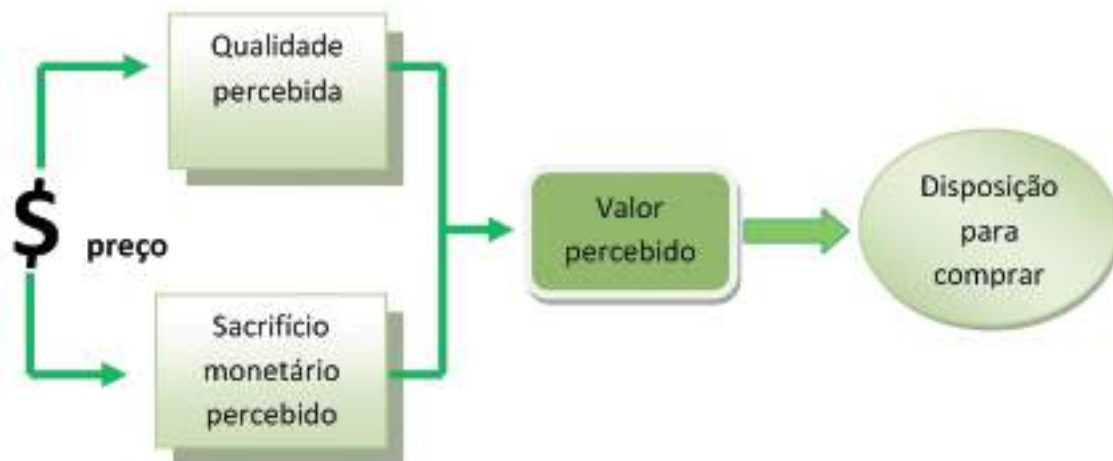 Qualidade
percebida
$ preço
Sacrifício
monetário
percebido
Valor
percebido
Disposição
para
comprar